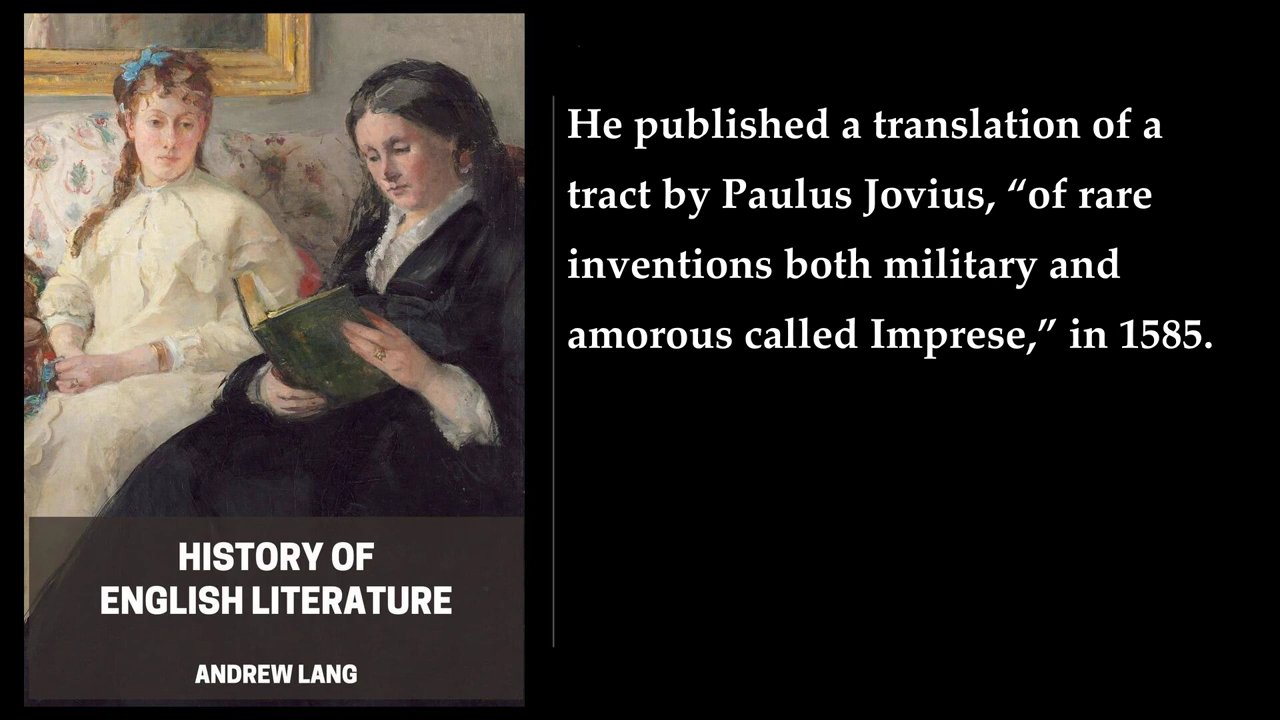 HISTORY OF
ENGLISH LITERATURE
ANDREW LANG
He published a translation of a
tract by Paulus Jovius, “of rare
inventions both military and
amorous called Imprese,” in 1585.